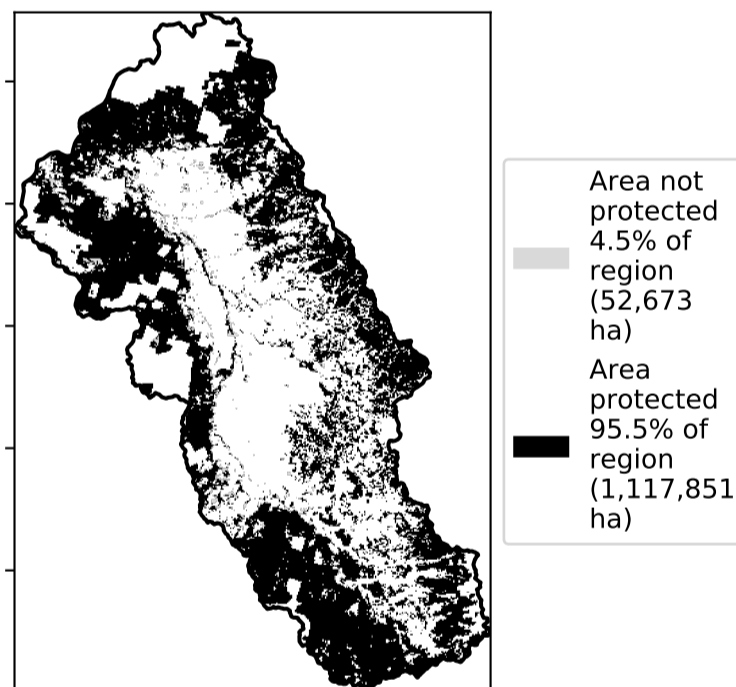 Area not
protected
4.5% of
region
(52,673
ha)
Area
protected
95.5% of
region
(1,117,851
ha)